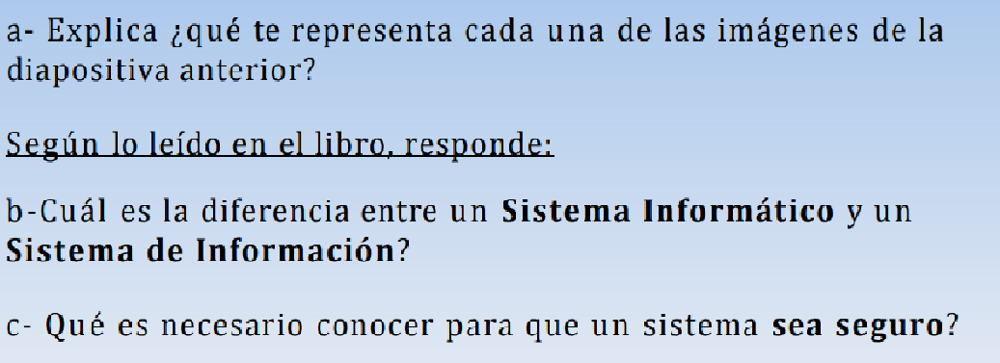 a- Explica ¿qué te representa cada una de las imágenes de la
diapositiva anterior?
Según lo leído en el libro, responde:
b-Cuál es la diferencia entre un Sistema Informático y un
Sistema de Información?
c- Qué es necesario conocer para que un sistema sea seguro?